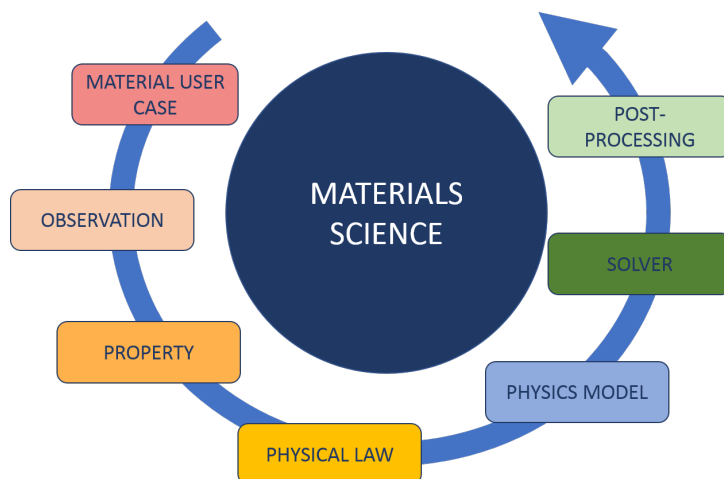 MATERIAL USER
CASE
OBSERVATION
PROPERTY
PHYSICAL LAW
PHYSICS MODEL
SOLVER
POST-
PROCESSING
MATERIALS
SCIENCE